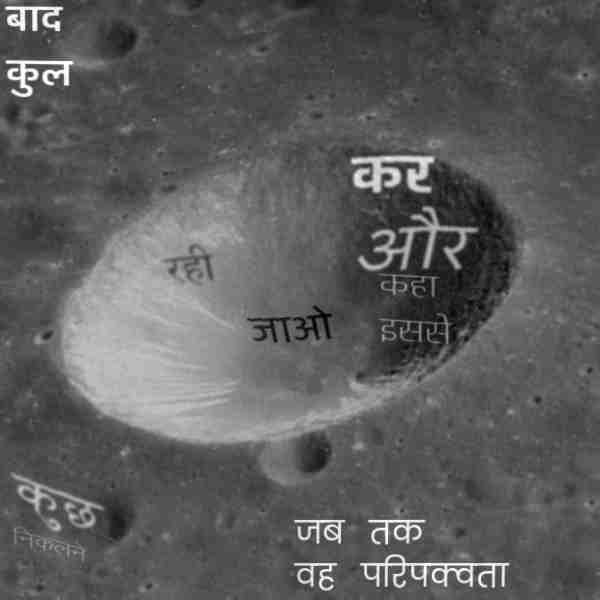 बाद
कुल
कर
और
रही
कहा
जाओ
इससे
कुछ
निकलने
जब तक
वह परिपक्वता